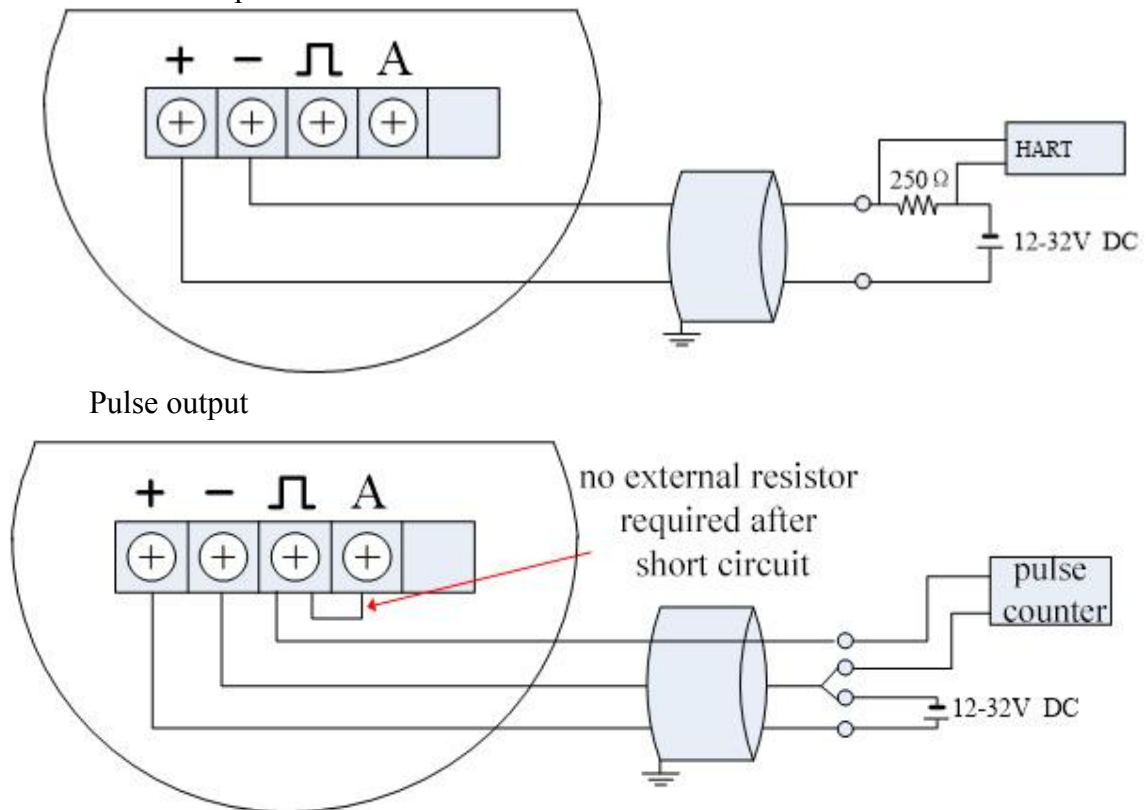 + − A
HART
250 Ω
12-32V DC
Pulse output
+ − A
no external resistor
required after
short circuit
pulse
counter
12-32V DC